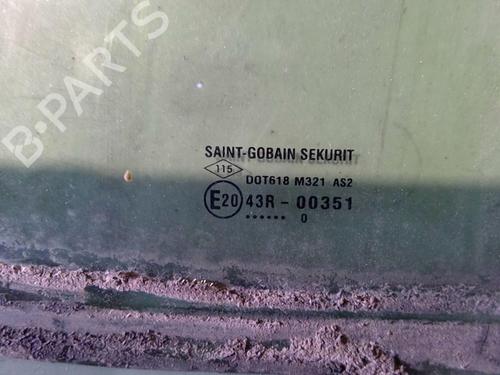 B-PARTS
SAINT-GOBAIN SEKURIT
115 DOT618 M321 AS2
E20 43R - 00351
...... 0